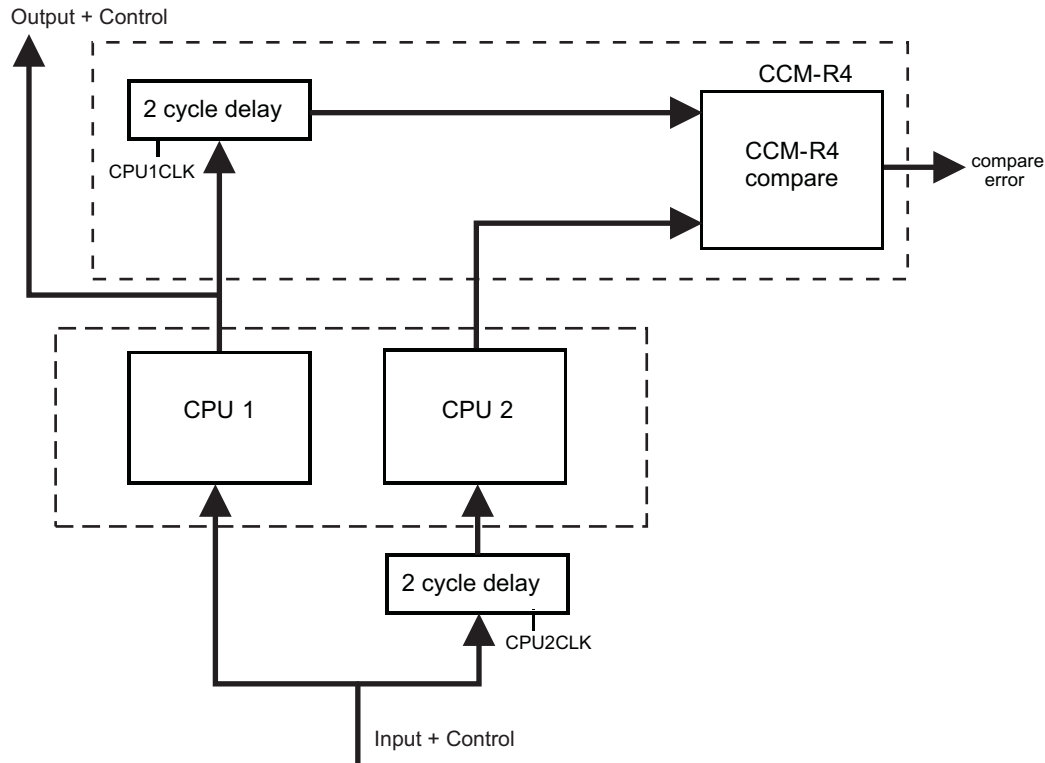 Output + Control
CCM-R4
2 cycle delay
CPU1CLK
CCM-R4
compare
compare
error
CPU 1
CPU 2
2 cycle delay
CPU2CLK
Input + Control